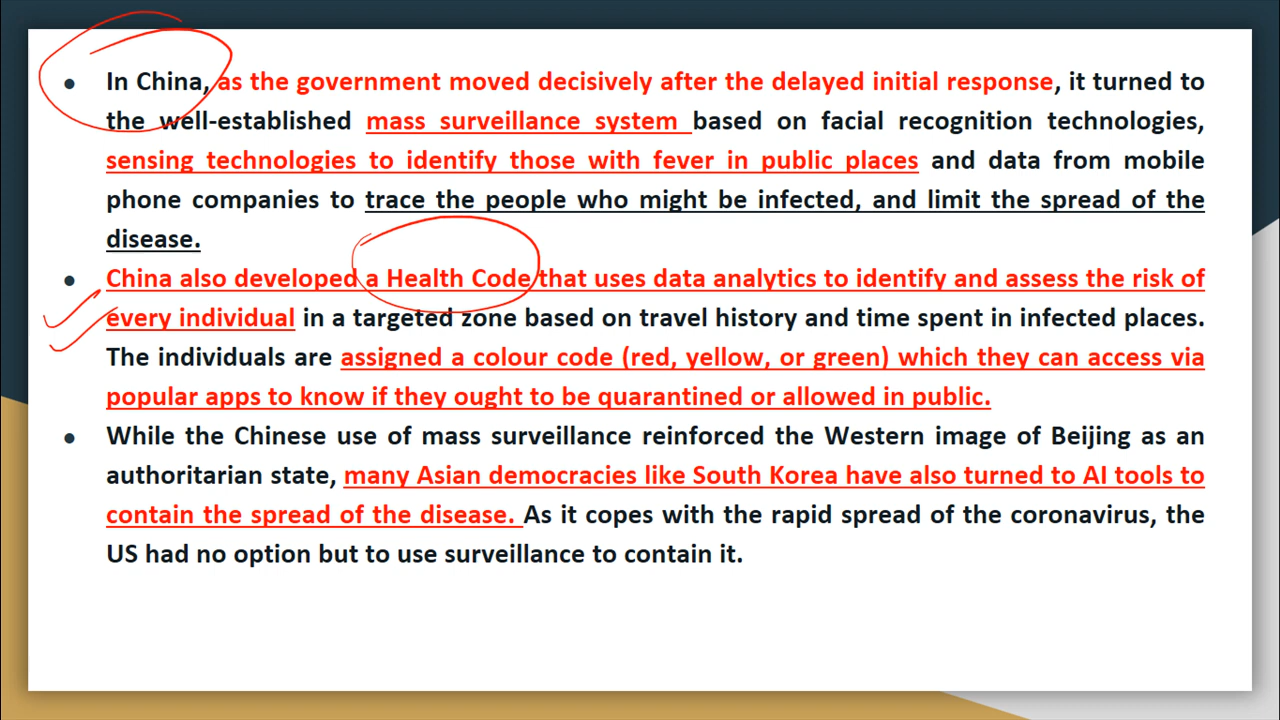 • In China, as the government moved decisively after the delayed initial response, it turned to
the well-established mass surveillance system based on facial recognition technologies,
sensing technologies to identify those with fever in public places and data from mobile
phone companies to trace the people who might be infected, and limit the spread of the
disease.
• China also developed a Health Code that uses data analytics to identify and assess the risk of
every individual in a targeted zone based on travel history and time spent in infected places.
The individuals are assigned a colour code (red, yellow, or green) which they can access via
popular apps to know if they ought to be quarantined or allowed in public.
• While the Chinese use of mass surveillance reinforced the Western image of Beijing as an
authoritarian state, many Asian democracies like South Korea have also turned to AI tools to
contain the spread of the disease. As it copes with the rapid spread of the coronavirus, the
US had no option but to use surveillance to contain it.